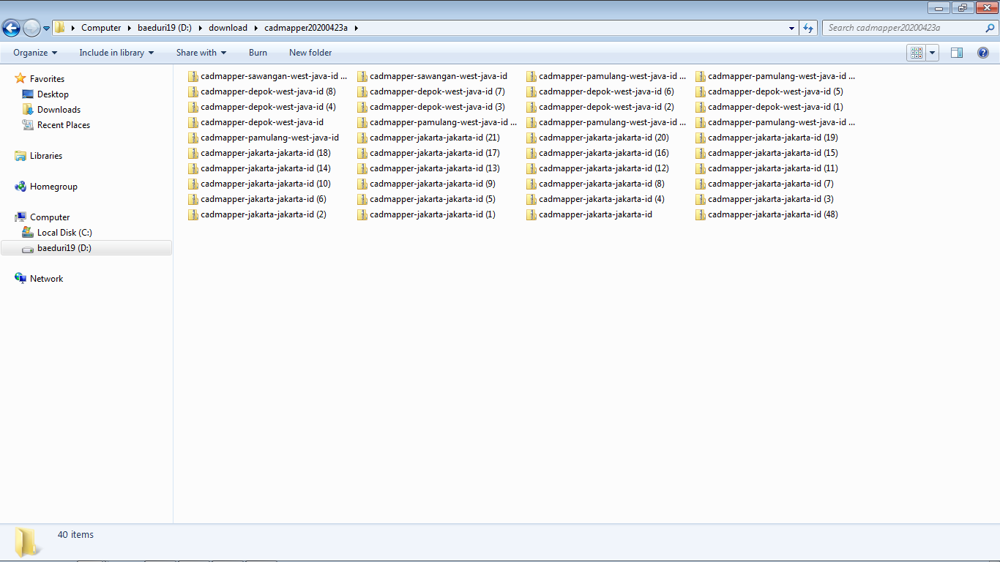 Computer baeduri19 (D:) download cadmapper20200423a Search cadmapper20200423a
Organize Include in library Share with Burn New folder
Favorites
Desktop
Downloads
Recent Places
Libraries
Homegroup
Computer
Local Disk (C:)
baeduri19 (D:)
Network
cadmapper-sawangan-west-java-id ... cadmapper-sawangan-west-java-id cadmapper-pamulang-west-java-id ... cadmapper-pamulang-west-java-id ...
cadmapper-depok-west-java-id (8) cadmapper-depok-west-java-id (7) cadmapper-depok-west-java-id (6) cadmapper-depok-west-java-id (5)
cadmapper-depok-west-java-id (4) cadmapper-depok-west-java-id (3) cadmapper-depok-west-java-id (2) cadmapper-depok-west-java-id (1)
cadmapper-depok-west-java-id cadmapper-pamulang-west-java-id ... cadmapper-pamulang-west-java-id ... cadmapper-pamulang-west-java-id ...
cadmapper-pamulang-west-java-id cadmapper-jakarta-jakarta-id (21) cadmapper-jakarta-jakarta-id (20) cadmapper-jakarta-jakarta-id (19)
cadmapper-jakarta-jakarta-id (18) cadmapper-jakarta-jakarta-id (17) cadmapper-jakarta-jakarta-id (16) cadmapper-jakarta-jakarta-id (15)
cadmapper-jakarta-jakarta-id (14) cadmapper-jakarta-jakarta-id (13) cadmapper-jakarta-jakarta-id (12) cadmapper-jakarta-jakarta-id (11)
cadmapper-jakarta-jakarta-id (10) cadmapper-jakarta-jakarta-id (9) cadmapper-jakarta-jakarta-id (8) cadmapper-jakarta-jakarta-id (7)
cadmapper-jakarta-jakarta-id (6) cadmapper-jakarta-jakarta-id (5) cadmapper-jakarta-jakarta-id (4) cadmapper-jakarta-jakarta-id (3)
cadmapper-jakarta-jakarta-id (2) cadmapper-jakarta-jakarta-id (1) cadmapper-jakarta-jakarta-id cadmapper-jakarta-jakarta-id (48)
40 items